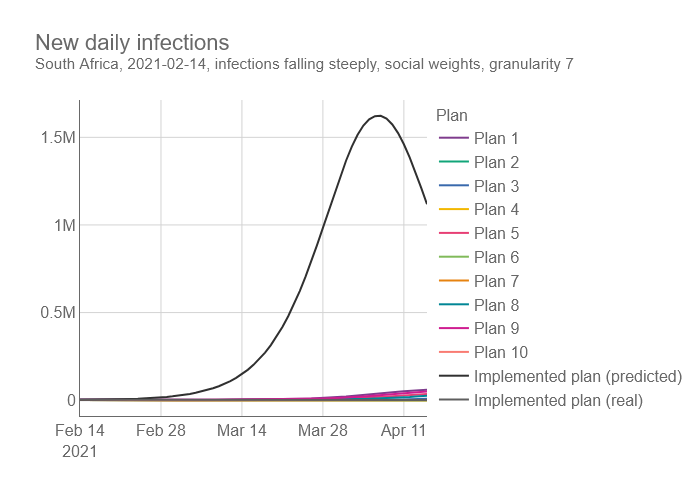 New daily infections
South Africa, 2021-02-14, infections falling steeply, social weights, granularity 7
Plan
Plan 1
Plan 2
Plan 3
Plan 4
Plan 5
Plan 6
Plan 7
Plan 8
Plan 9
Plan 10
Implemented plan (predicted)
Implemented plan (real)
1.5M
1M
0.5M
0
Feb 14 Feb 28 Mar 14 Mar 28 Apr 11
2021